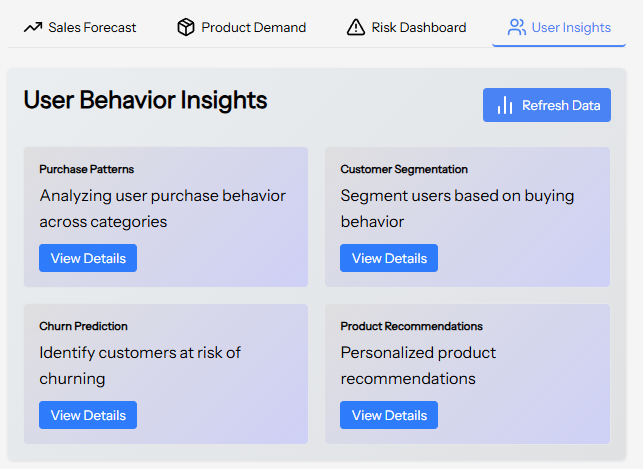 Sales Forecast
Product Demand
Risk Dashboard
User Insights
User Behavior Insights
Refresh Data
Purchase Patterns
Analyzing user purchase behavior
across categories
View Details
Customer Segmentation
Segment users based on buying
behavior
View Details
Churn Prediction
Identify customers at risk of
churning
View Details
Product Recommendations
Personalized product
recommendations
View Details